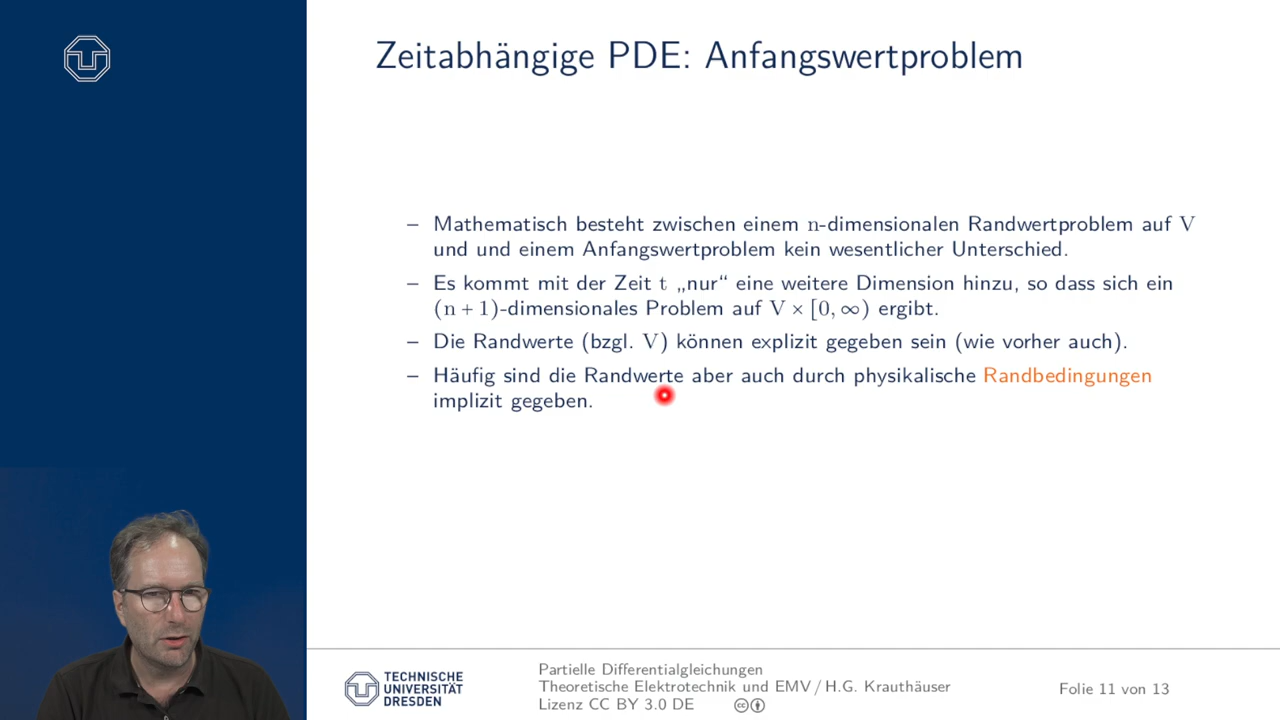 Zeitabhängige PDE: Anfangswertproblem
– Mathematisch besteht zwischen einem n-dimensionalen Randwertproblem auf V
und und einem Anfangswertproblem kein wesentlicher Unterschied.
– Es kommt mit der Zeit t „nur“ eine weitere Dimension hinzu, so dass sich ein
(n + 1)-dimensionales Problem auf V × [0, ∞) ergibt.
– Die Randwerte (bzgl. V) können explizit gegeben sein (wie vorher auch).
– Häufig sind die Randwerte aber auch durch physikalische Randbedingungen
implizit gegeben.
TECHNISCHE
UNIVERSITÄT
DRESDEN
Partielle Differentialgleichungen
Theoretische Elektrotechnik und EMV / H.G. Krauthäuser
Lizenz CC BY 3.0 DE
Folie 11 von 13